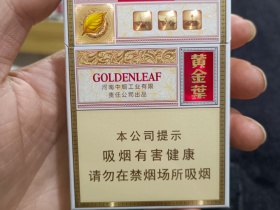 GOLDENLEAF
河南中烟工业有限
责任公司出品
黄金葉
本公司提示
吸烟有害健康
请勿在禁烟场所吸烟